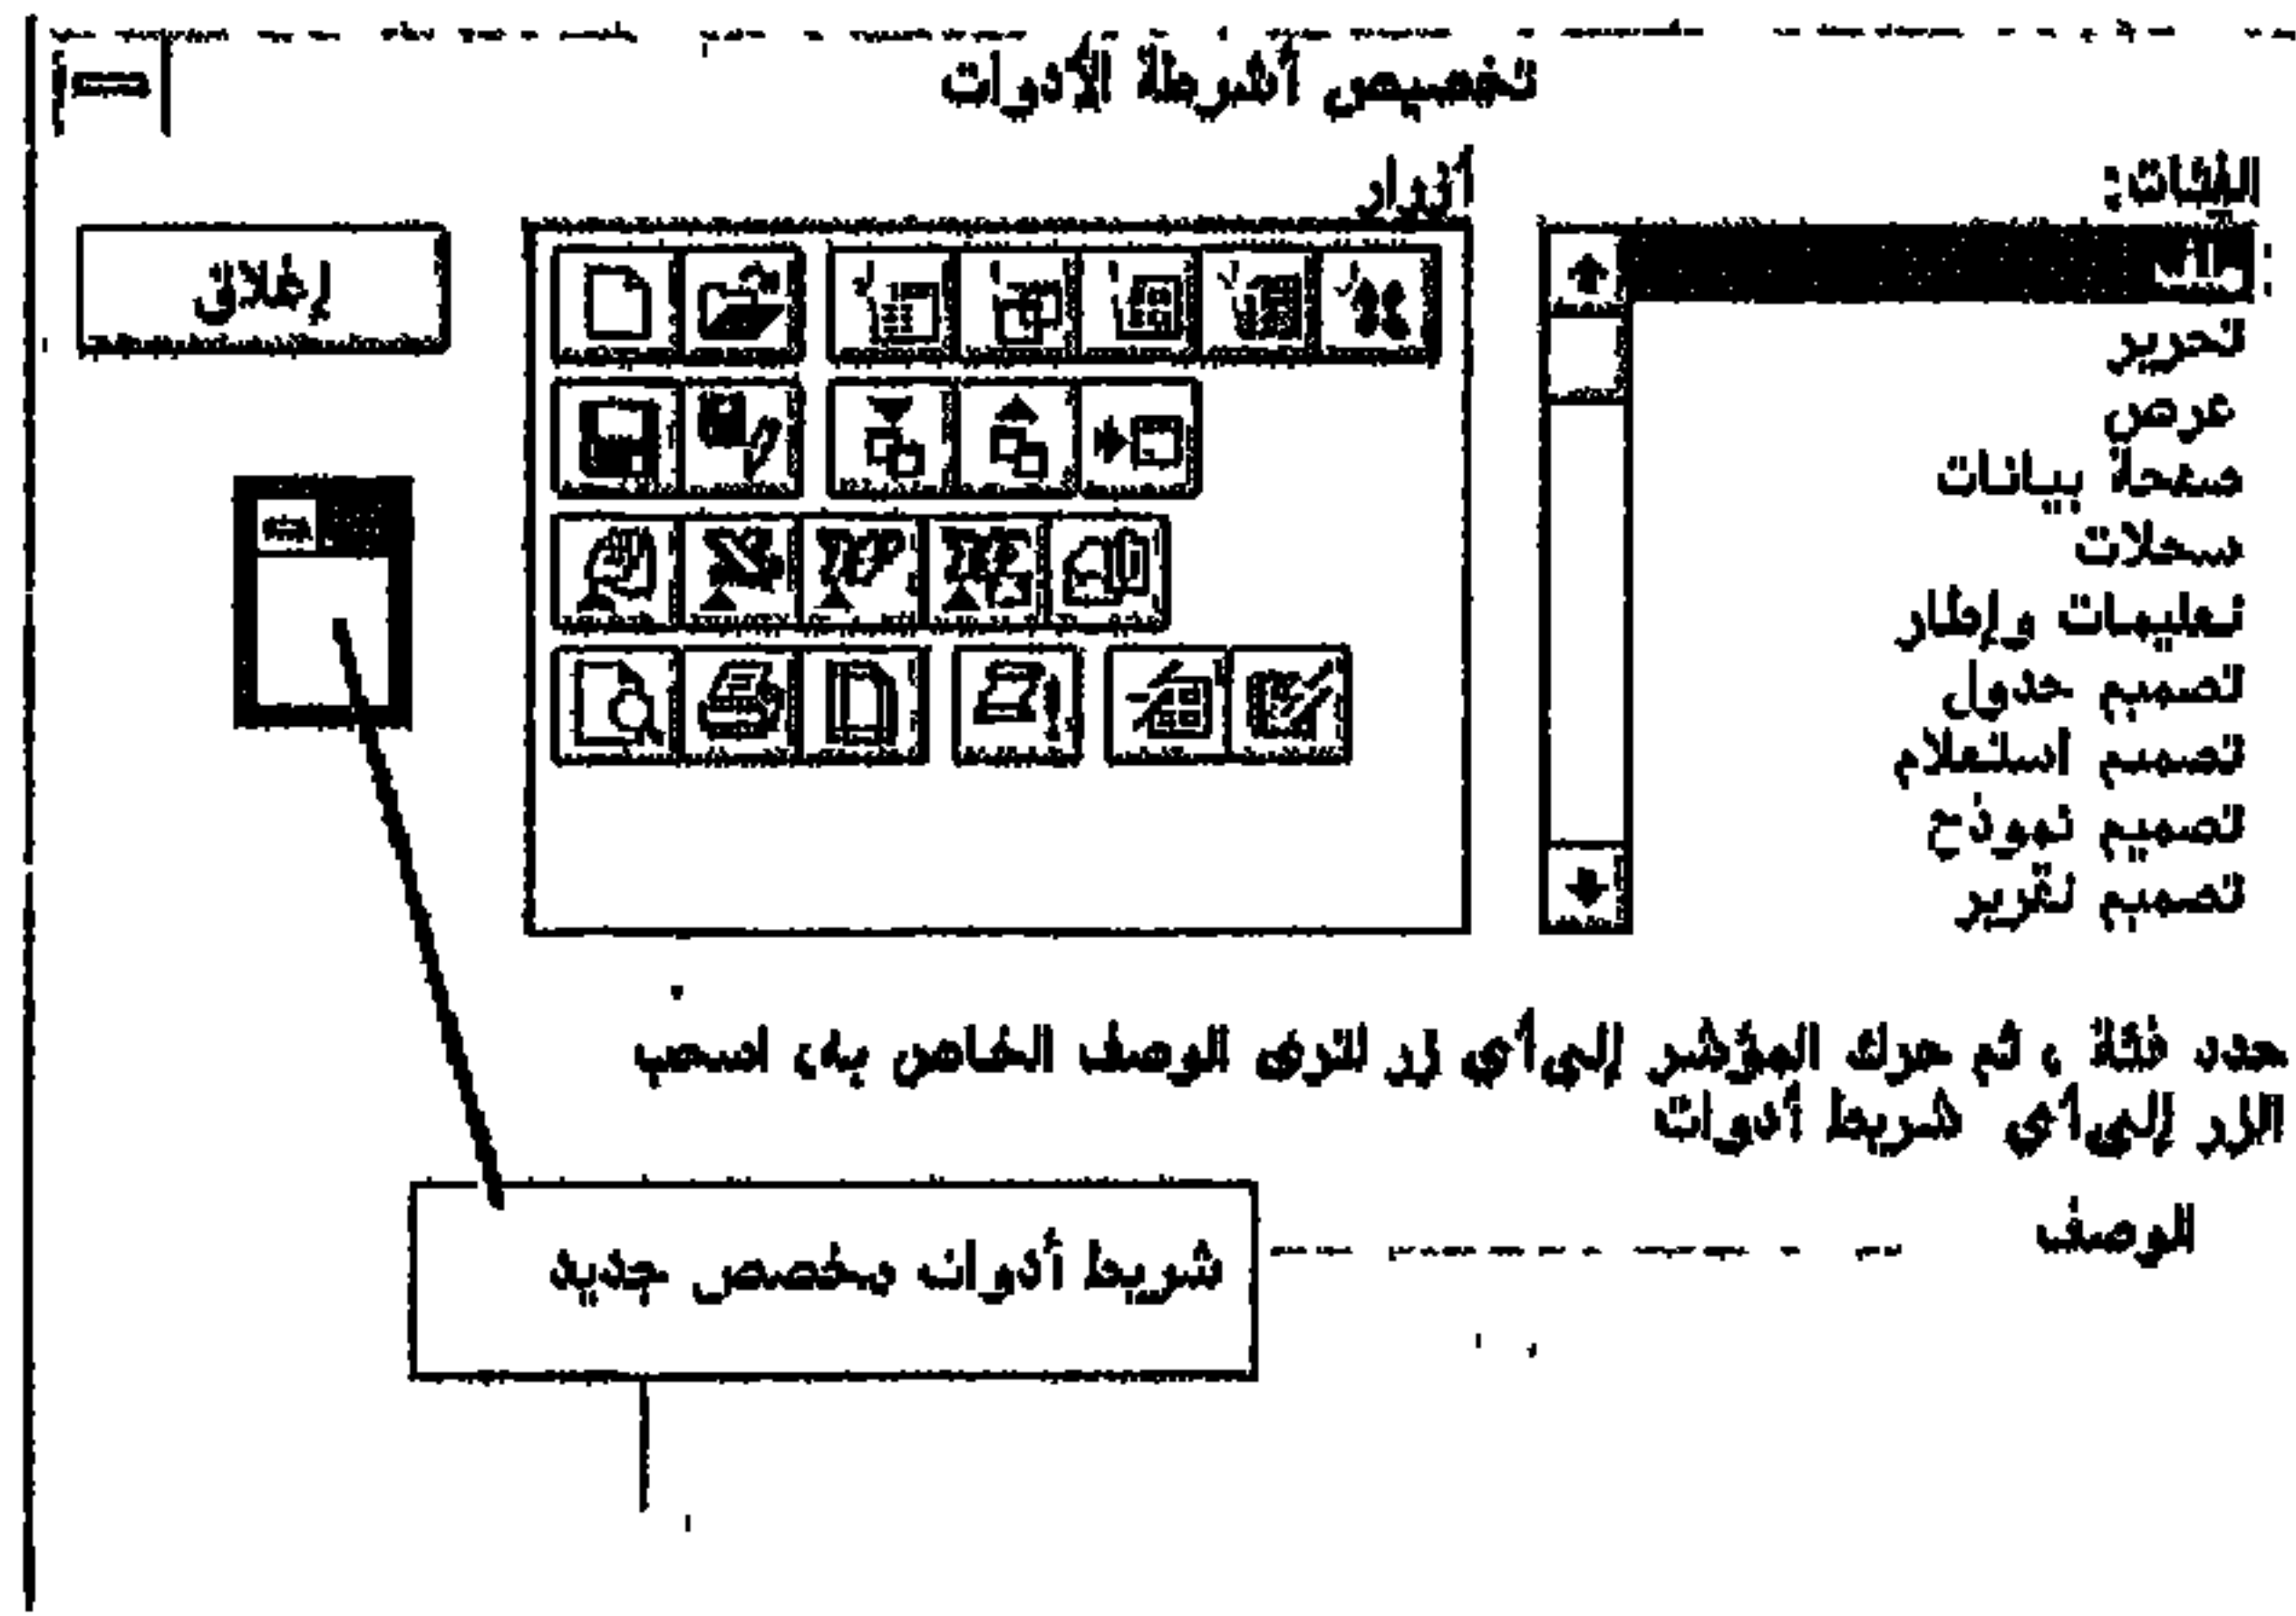 تخصيص أشرطة الأدوات
الفئات:
أزرار
إغلاق
تحرير
عرض
صفحة بيانات
سجلات
تعليمات وإطار
تصميم جدول
تصميم استعلام
تصميم نموذج
تصميم تقرير
حدد فئة ، ثم حرك المؤشر إلى أي زر لترى الوصف الخاص به، اسحب
الزر إلى أي شريط أدوات
الوصف
شريط أدوات مخصص جديد